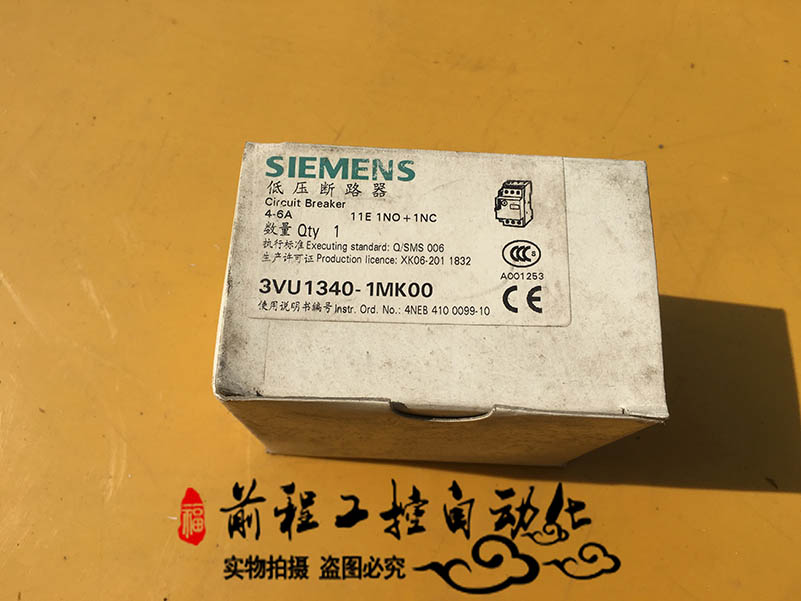 SIEMENS
低压断路器
Circuit Breaker
4-6A 11E 1NO+1NC
数量 Qty 1
执行标准 Executing standard: Q/SMS 006
生产许可证 Production licence: XK06-201 1832
CCC S
A001253
3VU1340-1MK00
CE
使用说明书编号 Instr. Ord. No.: 4NEB 410 0099-10
福
前程工控自动化
实物拍摄 盗图必究